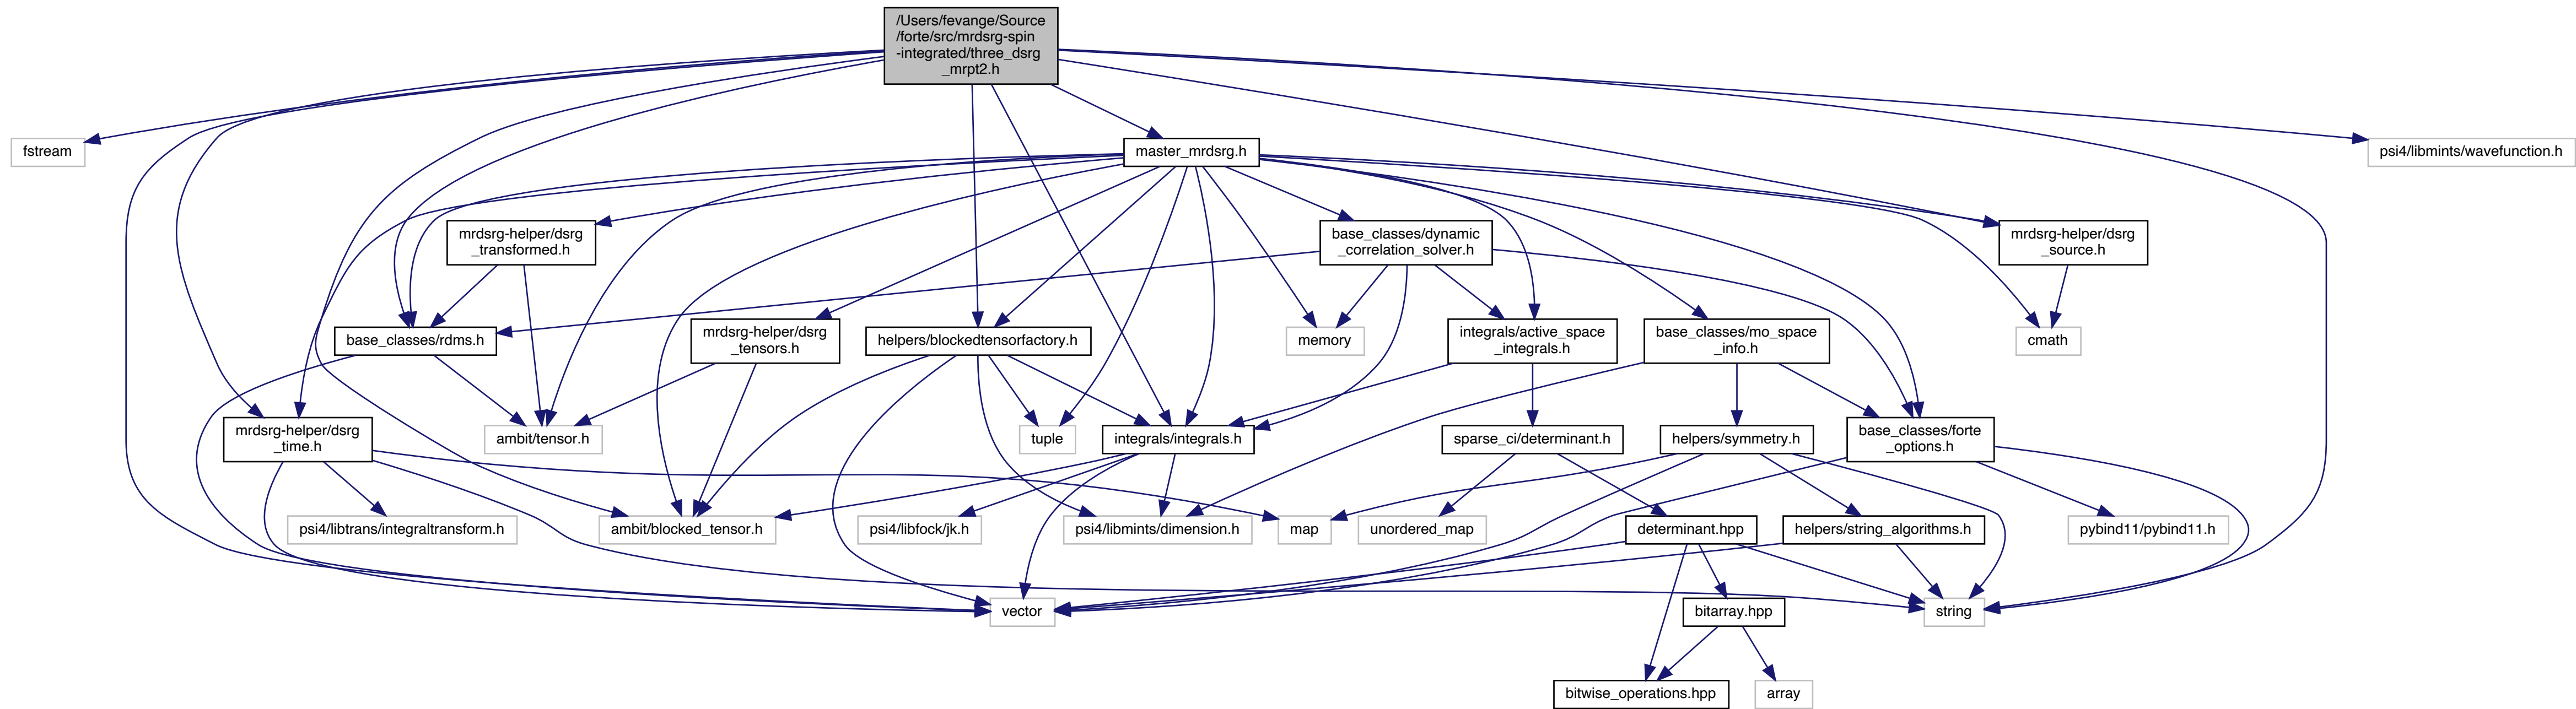 /Users/fevange/Source
/forte/src/mrdsrg-spin
-integrated/three_dsrg
_mrpt2.h
fstream
master_mrdsrg.h
psi4/libmints/wavefunction.h
mrdsrg-helper/dsrg
_transformed.h
base_classes/dynamic
_correlation_solver.h
mrdsrg-helper/dsrg
_source.h
base_classes/rdms.h
mrdsrg-helper/dsrg
_tensors.h
helpers/blockedtensorfactory.h
memory
integrals/active_space
_integrals.h
base_classes/mo_space
_info.h
cmath
mrdsrg-helper/dsrg
_time.h
ambit/tensor.h
tuple
integrals/integrals.h
sparse_ci/determinant.h
helpers/symmetry.h
base_classes/forte
_options.h
psi4/libtrans/integraltransform.h
ambit/blocked_tensor.h
psi4/libfock/jk.h
psi4/libmints/dimension.h
map
unordered_map
determinant.hpp
helpers/string_algorithms.h
pybind11/pybind11.h
vector
bitarray.hpp
string
bitwise_operations.hpp
array